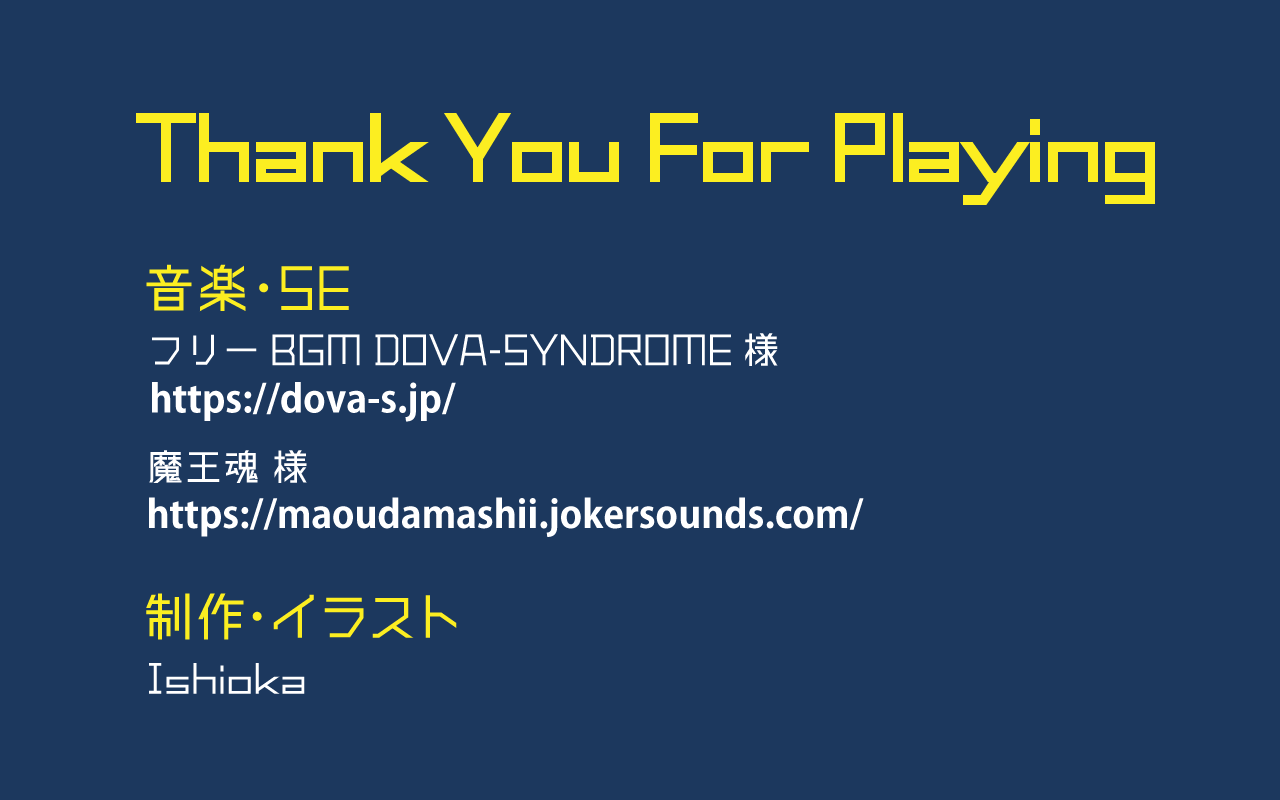 Thank You For Playing
音楽・SE
フリー BGM DOVA-SYNDROME 様
https://dova-s.jp/
魔王魂 様
https://maoudamashii.jokersounds.com/
制作・イラスト
Ishioka